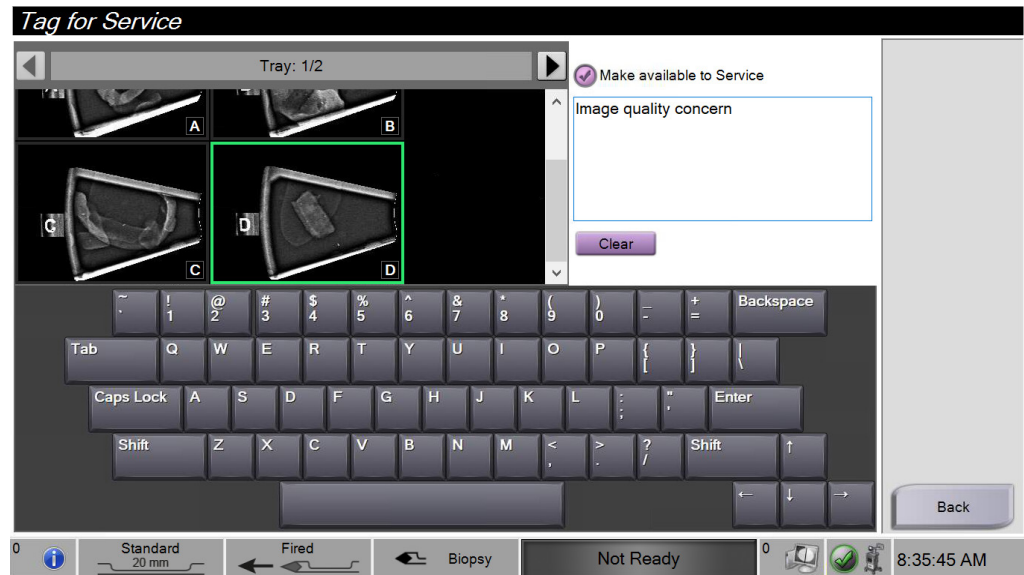 Tag for Service
Tray: 1/2
Make available to Service
A
B
Image quality concern
C
C
D
D
Clear
~ ! @ # $ % ^ & * ( ) _ + Backspace
` 1 2 3 4 5 6 7 8 9 0 - =
Tab Q W E R T Y U I O P { } |
[ ] \
Caps Lock A S D F G H J K L : " Enter
; '
Shift Z X C V B N M < > ? Shift ↑
, . /
← ↓ →
Back
0
Standard
20 mm
Fired
Biopsy
Not Ready
0
8:35:45 AM